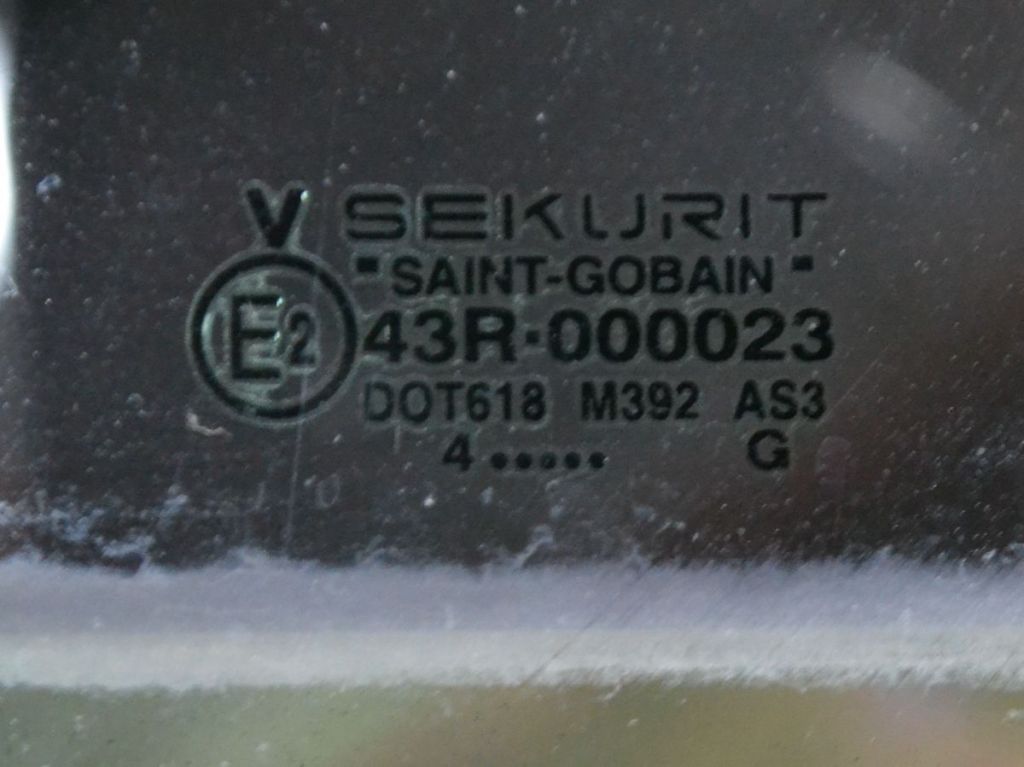 V SEKURIT
"SAINT-GOBAIN"
E2 43R·000023
DOT618 M392 AS3
4 ····· G